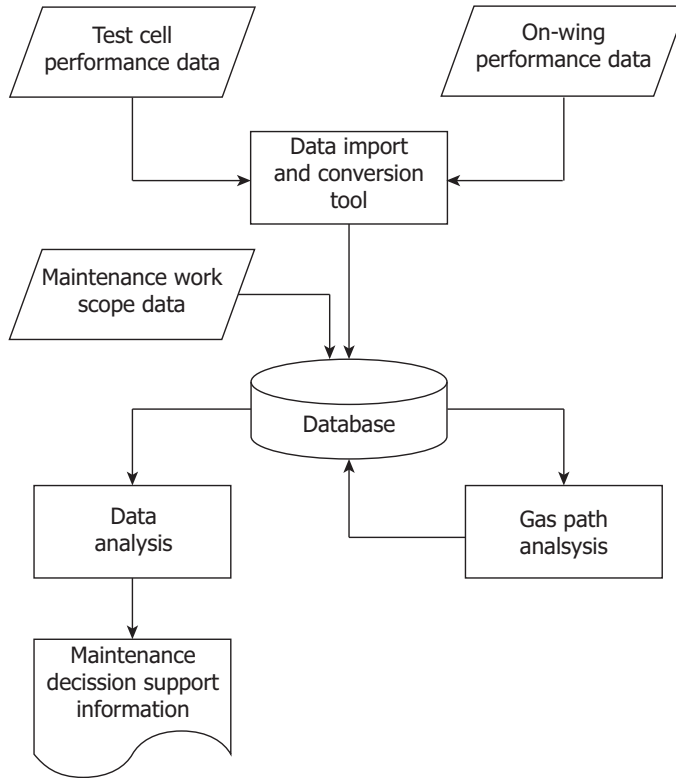 Test cell
performance data
On-wing
performance data
Data import
and conversion
tool
Maintenance work
scope data
Database
Data
analysis
Gas path
analsysis
Maintenance
decission support
information